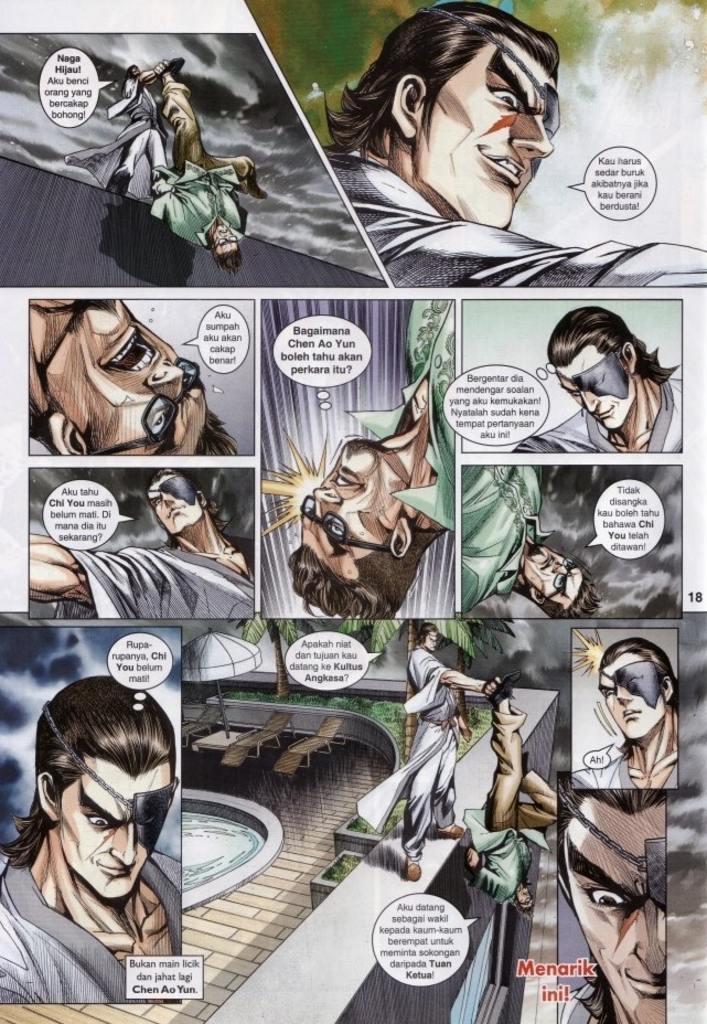 Naga
Hijau!
Aku benci
orang yang
bercakap
bohong!
Kau harus
sedar buruk
akibatnya jika
kau berani
berdusta!
Aku
sumpah
aku akan
cakap
benar!
Bagaimana
Chen Ao Yun
boleh tahu akan
perkara itu?
Bergentar dia
mendengar soalan
yang aku kemukakan!
Nyatalah sudah kena
tempat pertanyaan
aku ini!
Aku tahu
Chi You masih
belum mati. Di
mana dia itu
sekarang?
Tidak
disangka
kau boleh tahu
bahawa Chi
You telah
ditawan!
18
Rupa-
rupanya, Chi
You belum
mati!
Apakah niat
dan tujuan kau
datang ke Kultus
Angkasa?
Ah!
Aku datang
sebagai wakil
kepada kaum-kaum
berempat untuk
meminta sokongan
daripada Tuan
Ketua!
Bukan main licik
dan jahat lagi
Chen Ao Yun.
Menarik
ini!